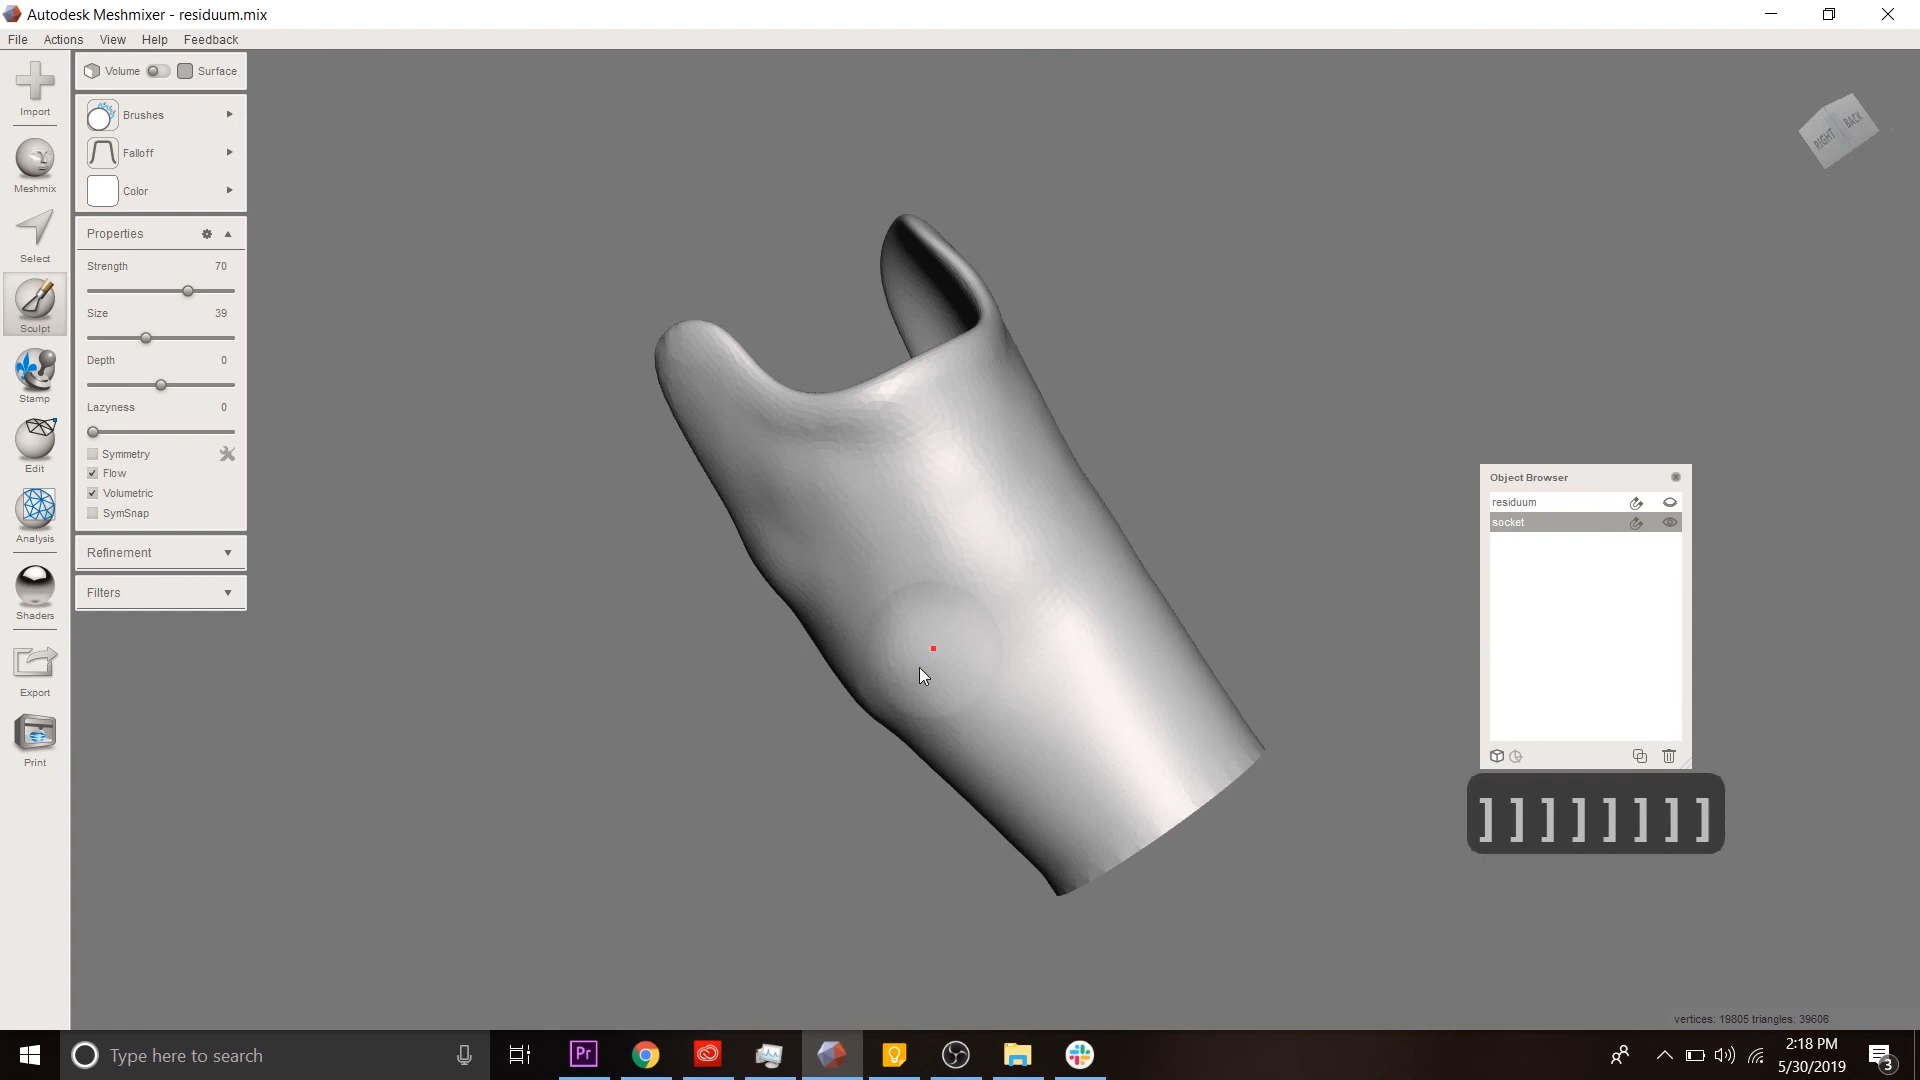 Autodesk Meshmixer - residuum.mix
File Actions View Help Feedback
Import
Meshmix
Select
Sculpt
Stamp
Edit
Analysis
Shaders
Export
Print
Volume Surface
Brushes
Falloff
Color
Properties
Strength 70
Size 39
Depth 0
Lazyness 0
Symmetry
Flow
Volumetric
SymSnap
Refinement
Filters
RIGHT BACK
Object Browser
residuum
socket
] ] ] ] ] ] ] ]
vertices: 19805 triangles: 39606
Type here to search
Pr
2:18 PM
5/30/2019
3